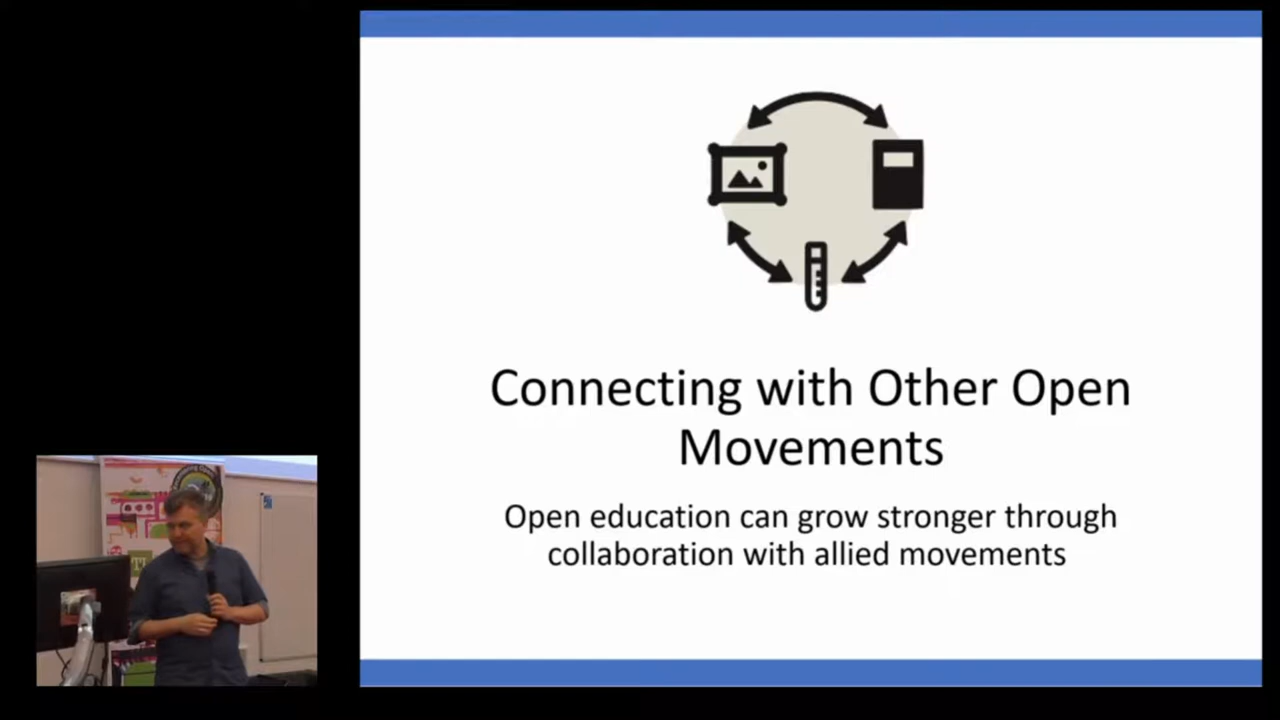 Connecting with Other Open
Movements
Open education can grow stronger through
collaboration with allied movements